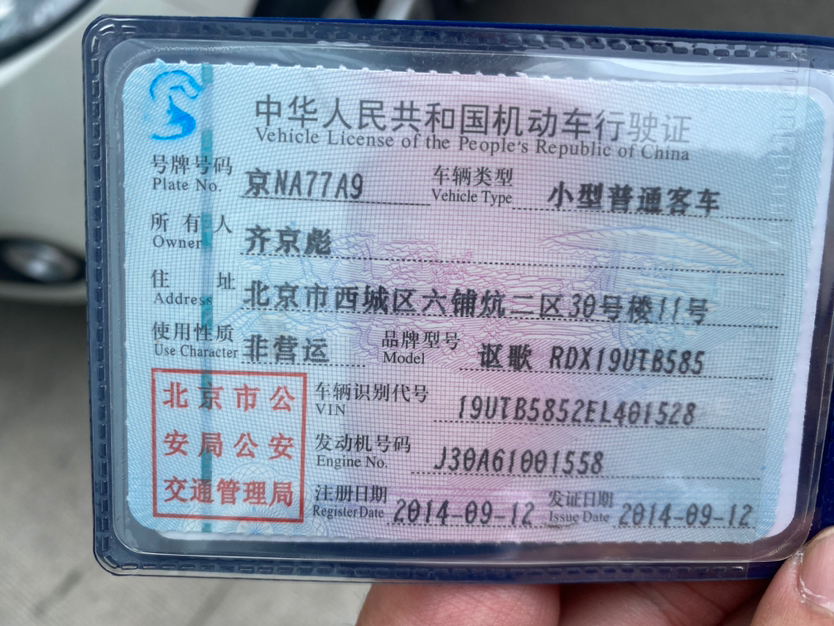 中华人民共和国机动车行驶证
Vehicle License of the People's Republic of China
号牌号码 京NA77A9 车辆类型 小型普通客车
Plate No. Vehicle Type
所有人 齐京彪
Owner
住址 北京市西城区六铺炕二区30号楼11号
Address
使用性质 非营运 品牌型号 讴歌 RDX19UTB585
Use Character Model
北京市公
安局公安
交通管理局
车辆识别代号 19UTB5852EL401528
VIN
发动机号码 J30A61001558
Engine No.
注册日期 2014-09-12 发证日期 2014-09-12
Register Date Issue Date